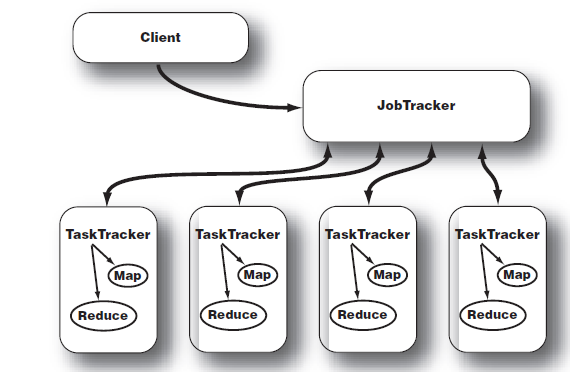 Client
JobTracker
TaskTracker
Map
Reduce
TaskTracker
Map
Reduce
TaskTracker
Map
Reduce
TaskTracker
Map
Reduce